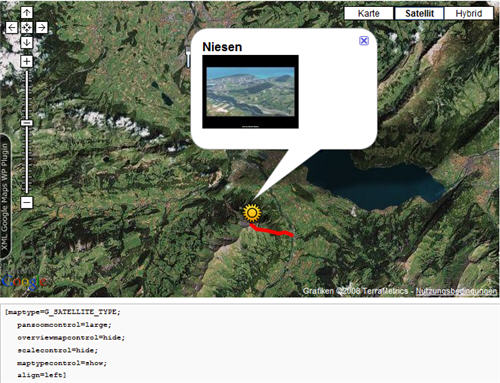 Karte
Satellit
Hybrid
Niesen
XML Google Maps WP Plugin
Google
Grafiken ©2008 TerraMetrics - Nutzungsbedingungen
[maptype=G_SATELLITE_TYPE;
panzoomcontrol=large;
overviewmapcontrol=hide;
scalecontrol=hide;
maptypecontrol=show;
align=left]